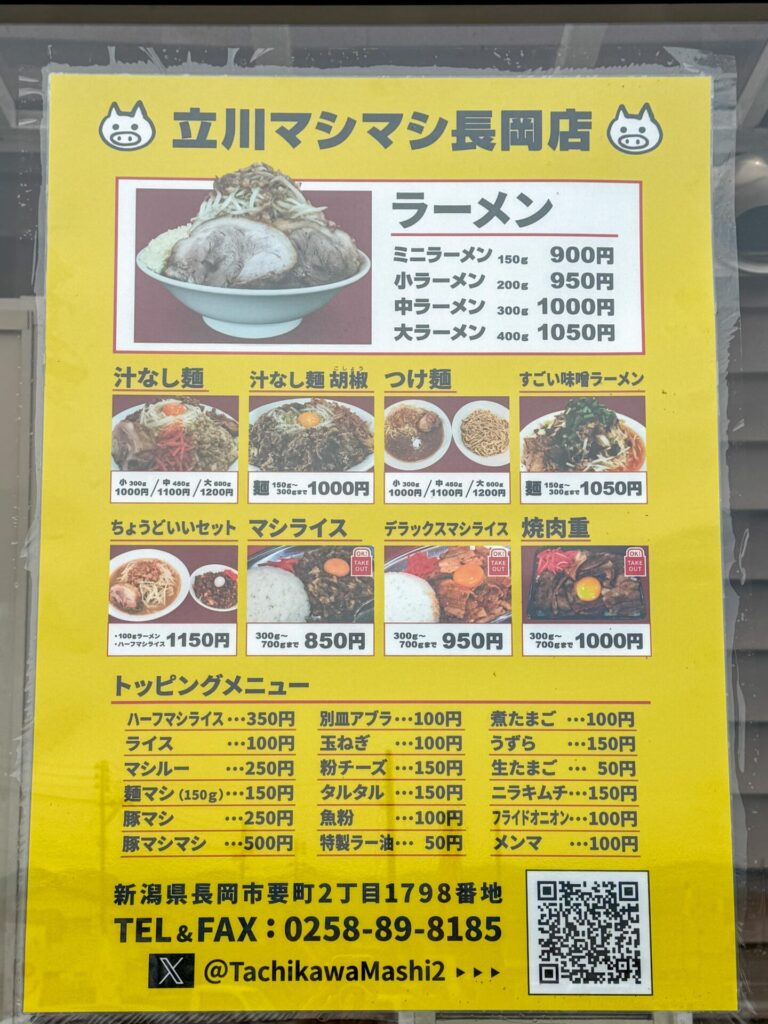 立川マシマシ長岡店
ラーメン
ミニラーメン 150g 900円
小ラーメン 200g 950円
中ラーメン 300g 1000円
大ラーメン 400g 1050円
汁なし麺
小 300g / 中 450g / 大 600g
1000円 / 1100円 / 1200円
汁なし麺 胡椒
こしょう
麺 150g～300gまで 1000円
つけ麺
小 300g / 中 450g / 大 600g
1000円 / 1100円 / 1200円
すごい味噌ラーメン
麺 150g～300gまで 1050円
ちょうどいいセット
・100gラーメン
・ハーフマシライス 1150円
マシライス
OK! TAKE OUT
300g～700gまで 850円
デラックスマシライス
OK! TAKE OUT
300g～700gまで 950円
焼肉重
OK! TAKE OUT
300g～700gまで 1000円
トッピングメニュー
ハーフマシライス…350円
ライス …100円
マシルー …250円
麺マシ（150g）…150円
豚マシ …250円
豚マシマシ …500円
別皿アブラ…100円
玉ねぎ …100円
粉チーズ…150円
タルタル…150円
魚粉 …100円
特製ラー油… 50円
煮たまご …100円
うずら …150円
生たまご … 50円
ニラキムチ…150円
フライドオニオン…100円
メンマ …100円
新潟県長岡市要町2丁目1798番地
TEL&FAX：0258-89-8185
X @TachikawaMashi2 ▶▶▶